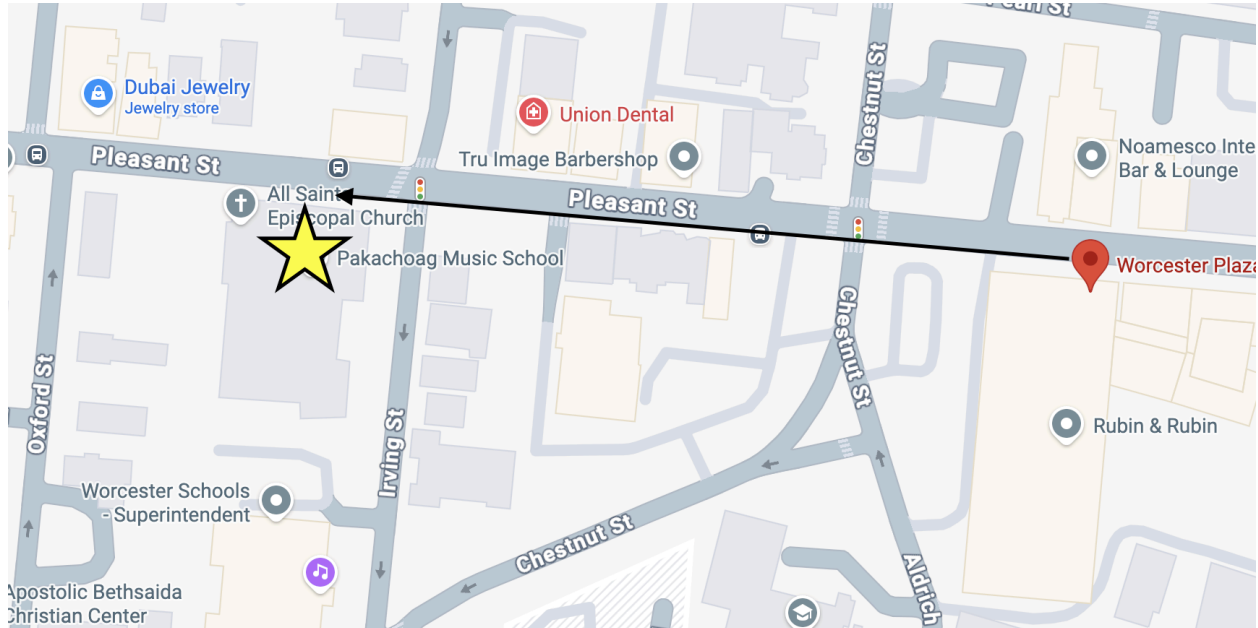 Pearl St
Dubai Jewelry
Jewelry store
Chestnut St
Union Dental
Pleasant St
Tru Image Barbershop
Noamesco Inte
Bar & Lounge
All Saints
Episcopal Church
Pleasant St
Pakachoag Music School
Worcester Plaza
Chestnut St
Oxford St
Irving St
Rubin & Rubin
Worcester Schools
- Superintendent
Chestnut St
Aldrich
Apostolic Bethsaida
Christian Center